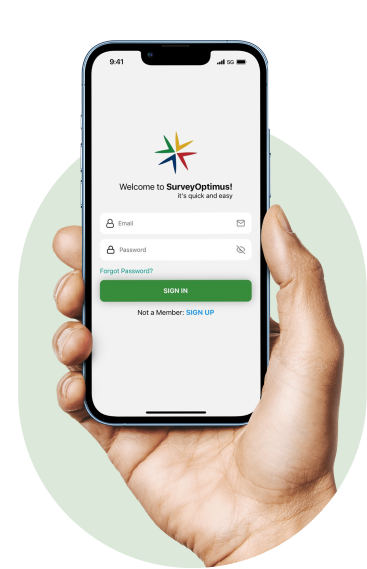 9:41
5G
Welcome to SurveyOptimus!
it's quick and easy
Email
Password
Forgot Password?
SIGN IN
Not a Member: SIGN UP